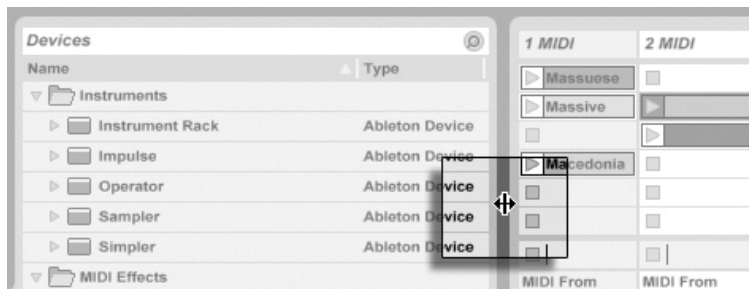 Devices
Name Type
Instruments
Instrument Rack Ableton Device
Impulse Ableton Device
Operator Ableton Device
Sampler Ableton Device
Simpler Ableton Device
MIDI Effects
1 MIDI 2 MIDI
Massuese
Massive
Macedonia
MIDI From MIDI From